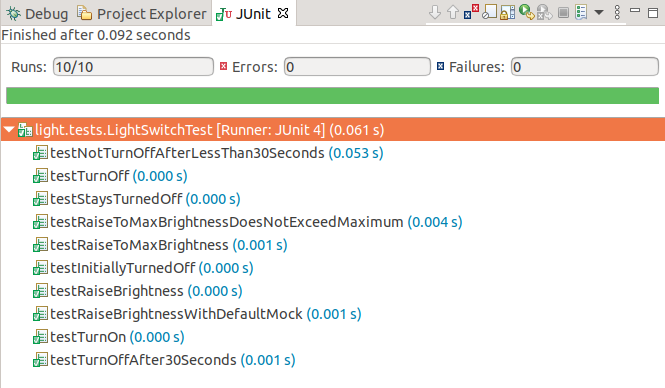 Debug Project Explorer JUnit
Finished after 0.092 seconds
Runs: 10/10 Errors: 0 Failures: 0
light.tests.LightSwitchTest [Runner: JUnit 4] (0.061 s)
testNotTurnOffAfterLessThan30Seconds (0.053 s)
testTurnOff (0.000 s)
testStaysTurnedOff (0.000 s)
testRaiseToMaxBrightnessDoesNotExceedMaximum (0.004 s)
testRaiseToMaxBrightness (0.001 s)
testInitiallyTurnedOff (0.000 s)
testRaiseBrightness (0.000 s)
testRaiseBrightnessWithDefaultMock (0.001 s)
testTurnOn (0.000 s)
testTurnOffAfter30Seconds (0.001 s)